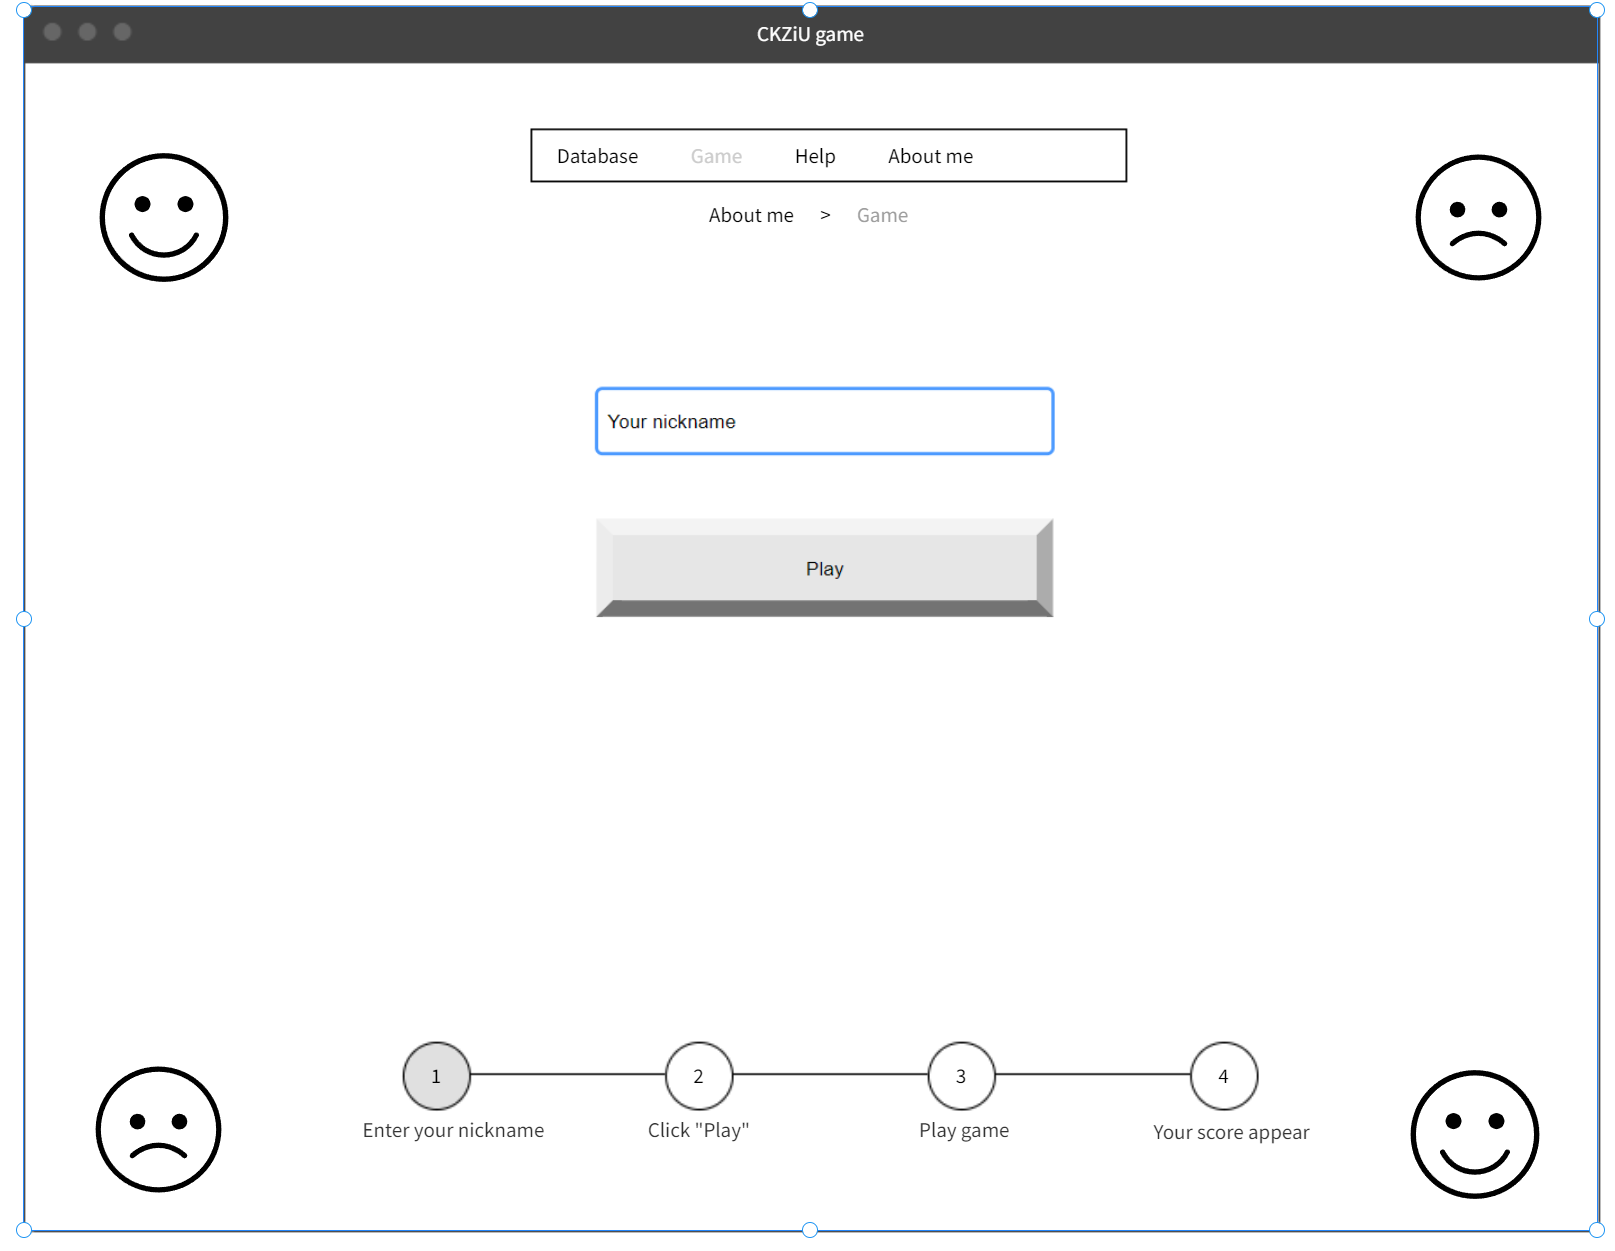 CKZiU game
Database Game Help About me
About me > Game
Your nickname
Play
1 2 3 4
Enter your nickname Click "Play" Play game Your score appear